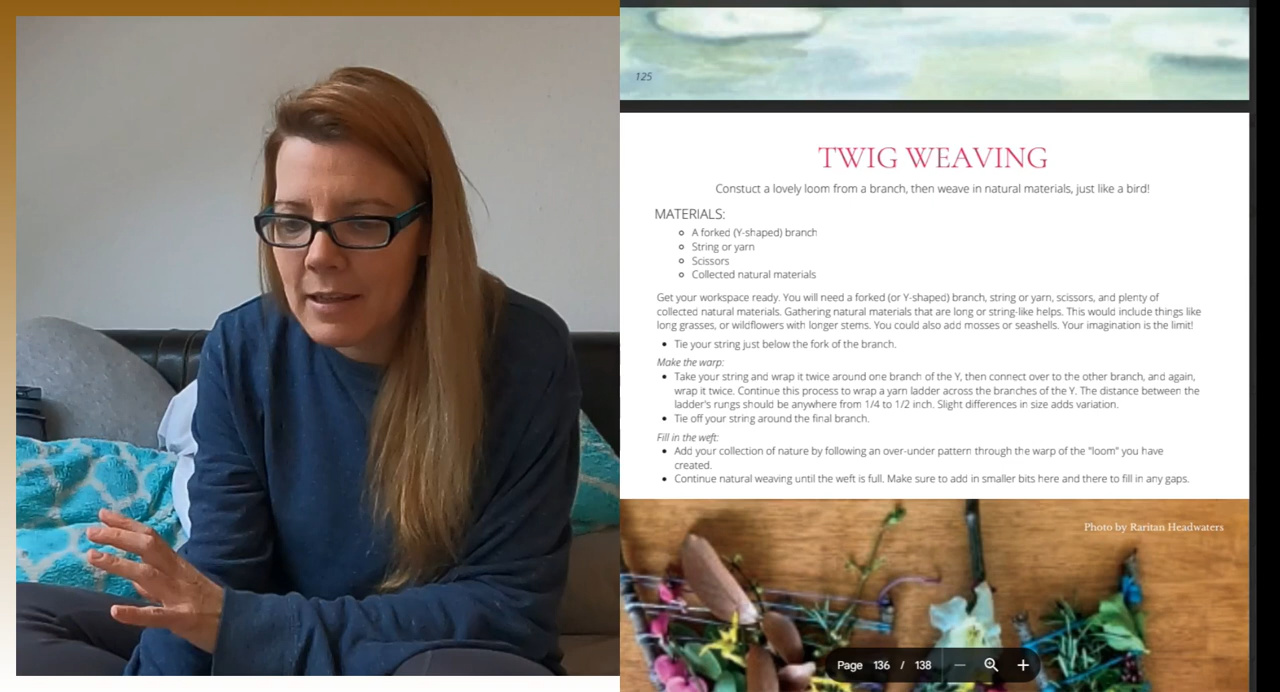 125
TWIG WEAVING
Constuct a lovely loom from a branch, then weave in natural materials, just like a bird!
MATERIALS:
A forked (Y-shaped) branch
String or yarn
Scissors
Collected natural materials
Get your workspace ready. You will need a forked (or Y-shaped) branch, string or yarn, scissors, and plenty of
collected natural materials. Gathering natural materials that are long or string-like helps. This would include things like
long grasses, or wildflowers with longer stems. You could also add mosses or seashells. Your imagination is the limit!
Tie your string just below the fork of the branch.
Make the warp:
Take your string and wrap it twice around one branch of the Y, then connect over to the other branch, and again,
wrap it twice. Continue this process to wrap a yarn ladder across the branches of the Y. The distance between the
ladder's rungs should be anywhere from 1/4 to 1/2 inch. Slight differences in size adds variation.
Tie off your string around the final branch.
Fill in the weft:
Add your collection of nature by following an over-under pattern through the warp of the "loom" you have
created.
Continue natural weaving until the weft is full. Make sure to add in smaller bits here and there to fill in any gaps.
Photo by Raritan Headwaters
Page 136 / 138